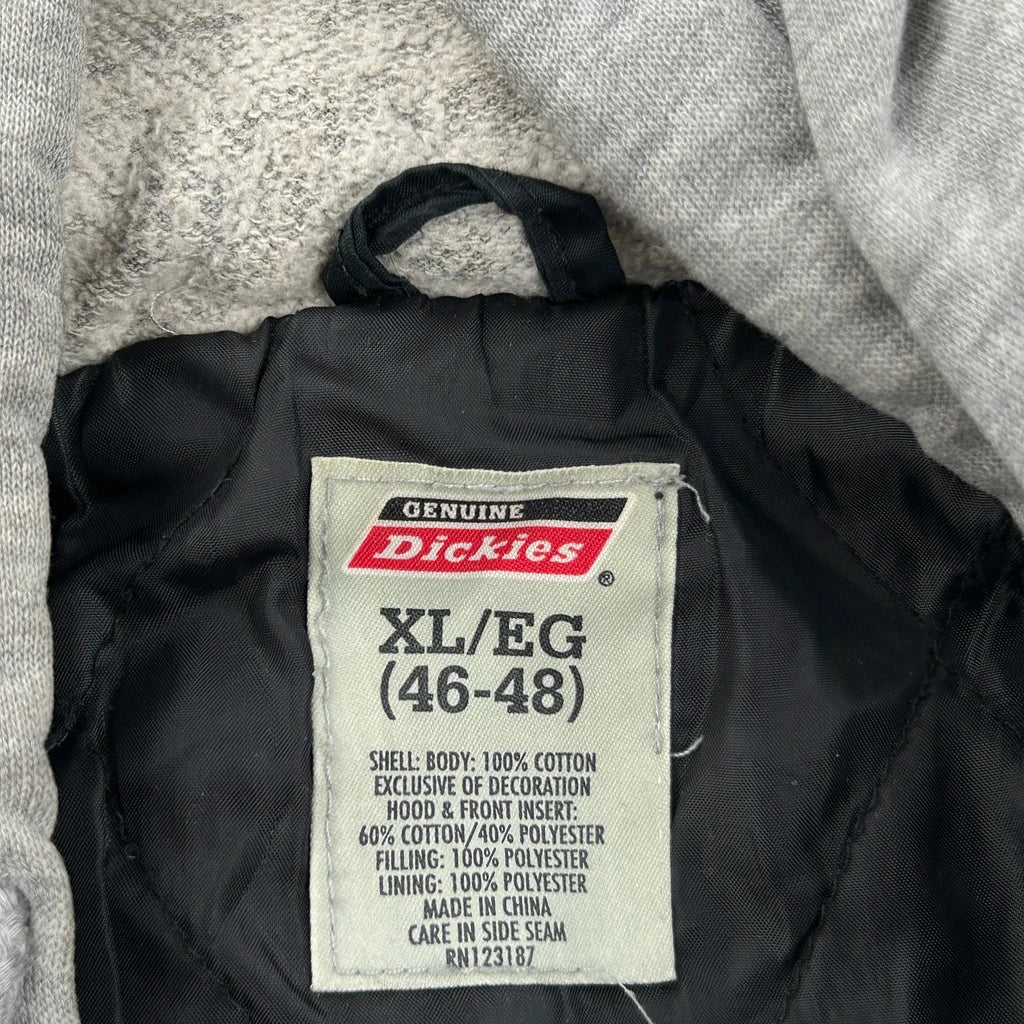 GENUINE
Dickies
®
XL/EG
(46-48)
SHELL: BODY: 100% COTTON
EXCLUSIVE OF DECORATION
HOOD & FRONT INSERT:
60% COTTON/40% POLYESTER
FILLING: 100% POLYESTER
LINING: 100% POLYESTER
MADE IN CHINA
CARE IN SIDE SEAM
RN123187